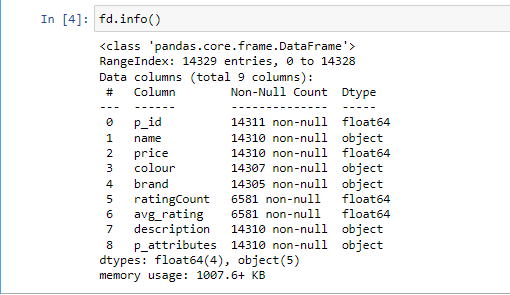 In [4]: fd.info()
<class 'pandas.core.frame.DataFrame'>
RangeIndex: 14329 entries, 0 to 14328
Data columns (total 9 columns):
 #   Column        Non-Null Count  Dtype
---  ------        --------------  -----
 0   p_id          14311 non-null  float64
 1   name          14310 non-null  object
 2   price         14310 non-null  float64
 3   colour        14307 non-null  object
 4   brand         14305 non-null  object
 5   ratingCount   6581 non-null   float64
 6   avg_rating    6581 non-null   float64
 7   description   14310 non-null  object
 8   p_attributes  14310 non-null  object
dtypes: float64(4), object(5)
memory usage: 1007.6+ KB